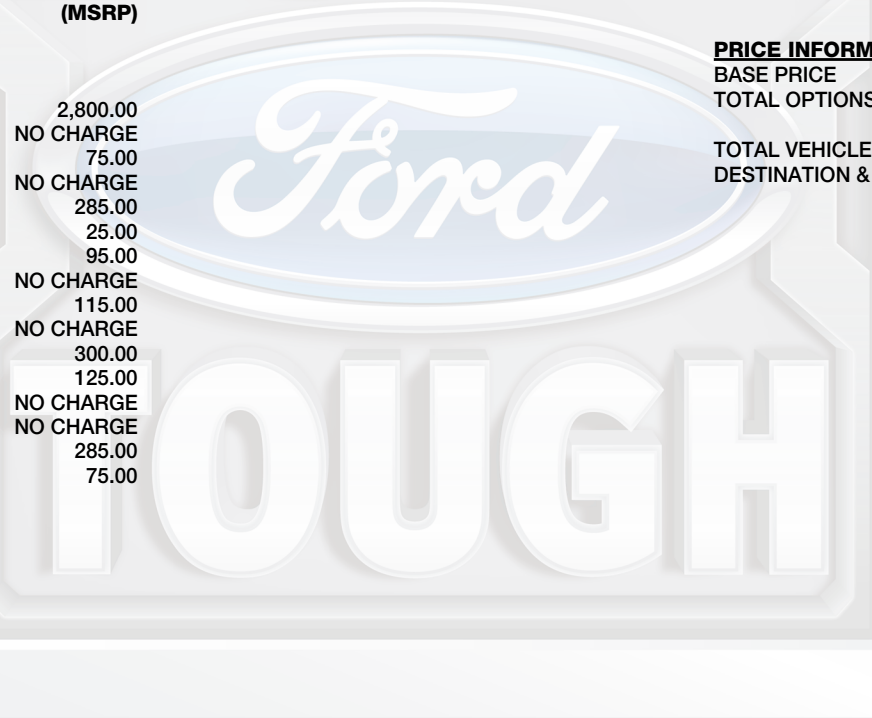 (MSRP)
2,800.00
NO CHARGE
75.00
NO CHARGE
285.00
25.00
95.00
NO CHARGE
115.00
NO CHARGE
300.00
125.00
NO CHARGE
NO CHARGE
285.00
75.00
PRICE INFORM
BASE PRICE
TOTAL OPTIONS
TOTAL VEHICLE
DESTINATION &
Ford
TOUGH